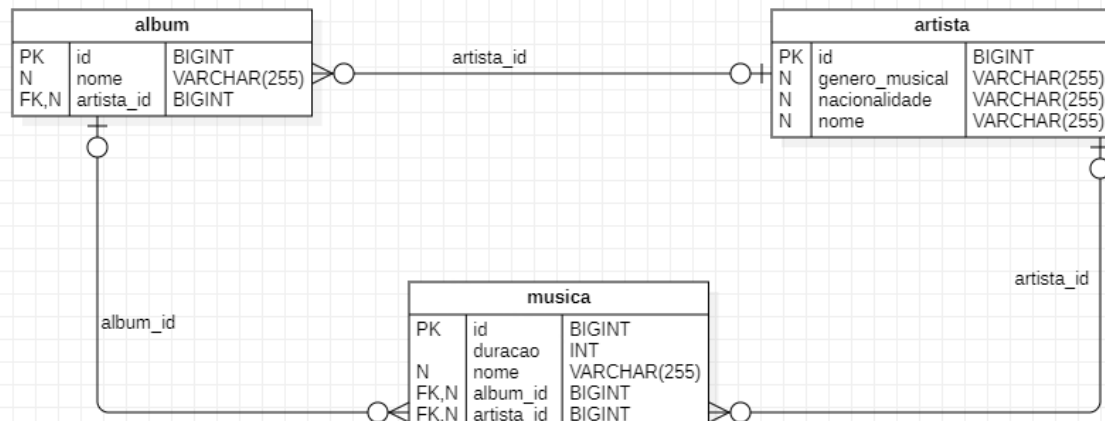 album
PK id BIGINT
N nome VARCHAR(255)
FK,N artista_id BIGINT
artista_id
artista
PK id BIGINT
N genero_musical VARCHAR(255)
N nacionalidade VARCHAR(255)
N nome VARCHAR(255)
artista_id
album_id
musica
PK id BIGINT
duracao INT
N nome VARCHAR(255)
FK,N album_id BIGINT
FK,N artista_id BIGINT